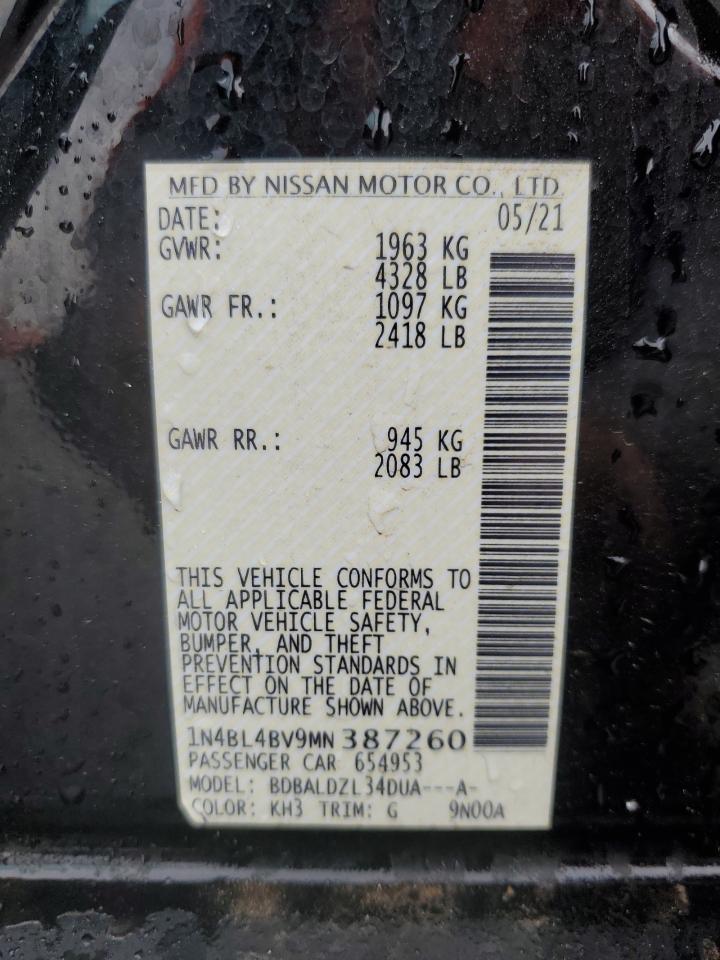 MFD BY NISSAN MOTOR CO., LTD.
DATE: 05/21
GVWR: 1963 KG
4328 LB
GAWR FR.: 1097 KG
2418 LB
GAWR RR.: 945 KG
2083 LB
THIS VEHICLE CONFORMS TO
ALL APPLICABLE FEDERAL
MOTOR VEHICLE SAFETY,
BUMPER, AND THEFT
PREVENTION STANDARDS IN
EFFECT ON THE DATE OF
MANUFACTURE SHOWN ABOVE.
1N4BL4BV9MN387260
PASSENGER CAR 654953
MODEL: BDBALDZL34DUA---A-
COLOR: KH3 TRIM: G 9N00A